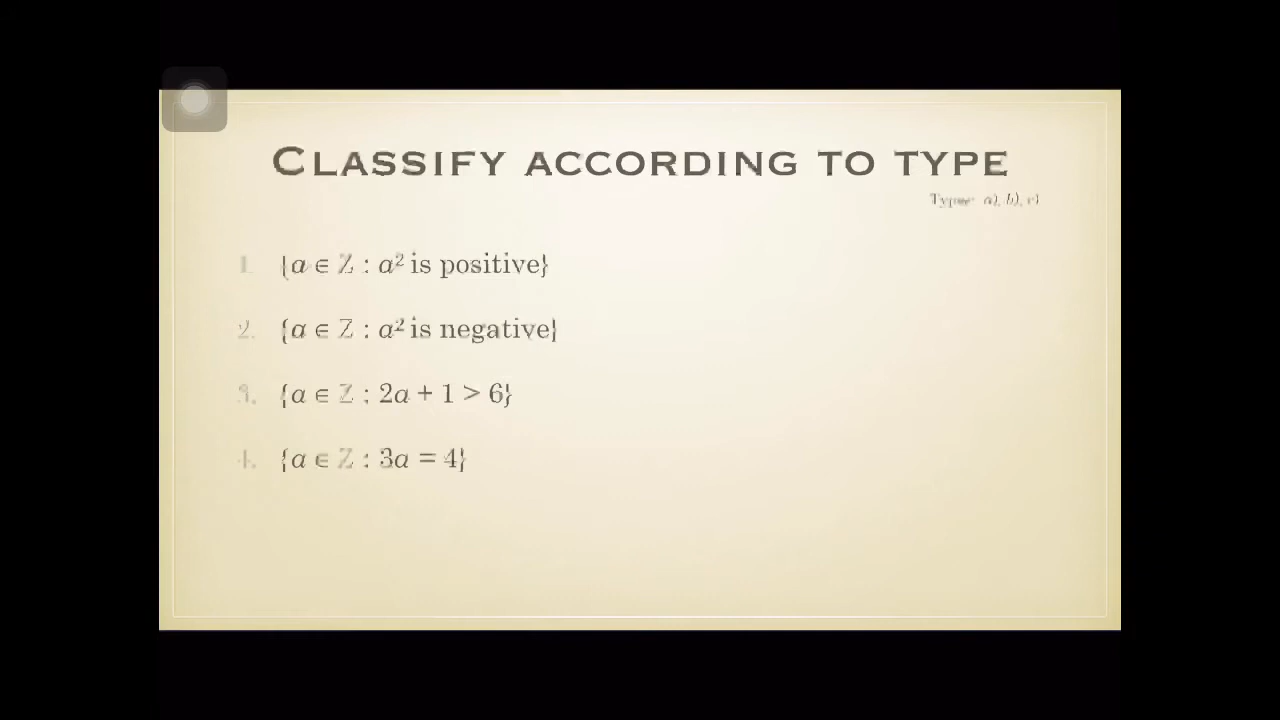 CLASSIFY ACCORDING TO TYPE
Types: a), b), c)
1. {a ∈ ℤ : a² is positive}
2. {a ∈ ℤ : a² is negative}
3. {a ∈ ℤ : 2a + 1 > 6}
4. {a ∈ ℤ : 3a = 4}